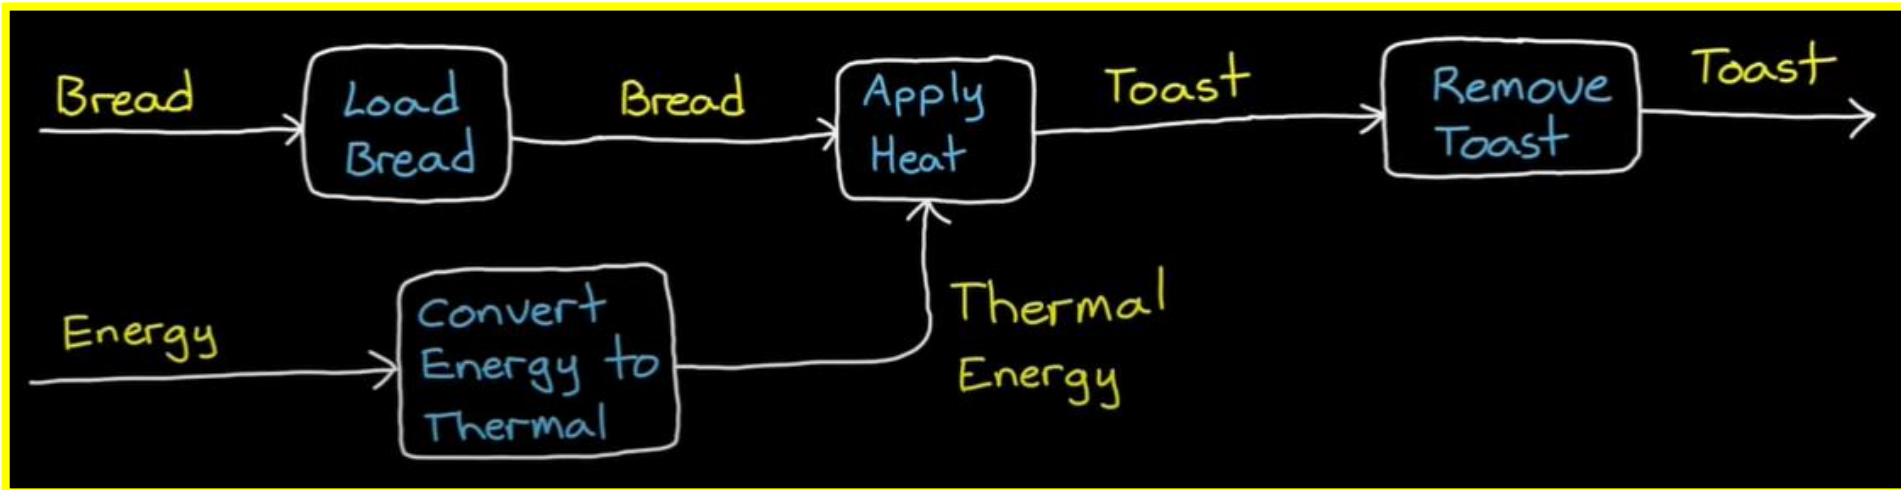 Bread
Load
Bread
Bread
Apply
Heat
Toast
Remove
Toast
Toast
Energy
Convert
Energy to
Thermal
Thermal
Energy